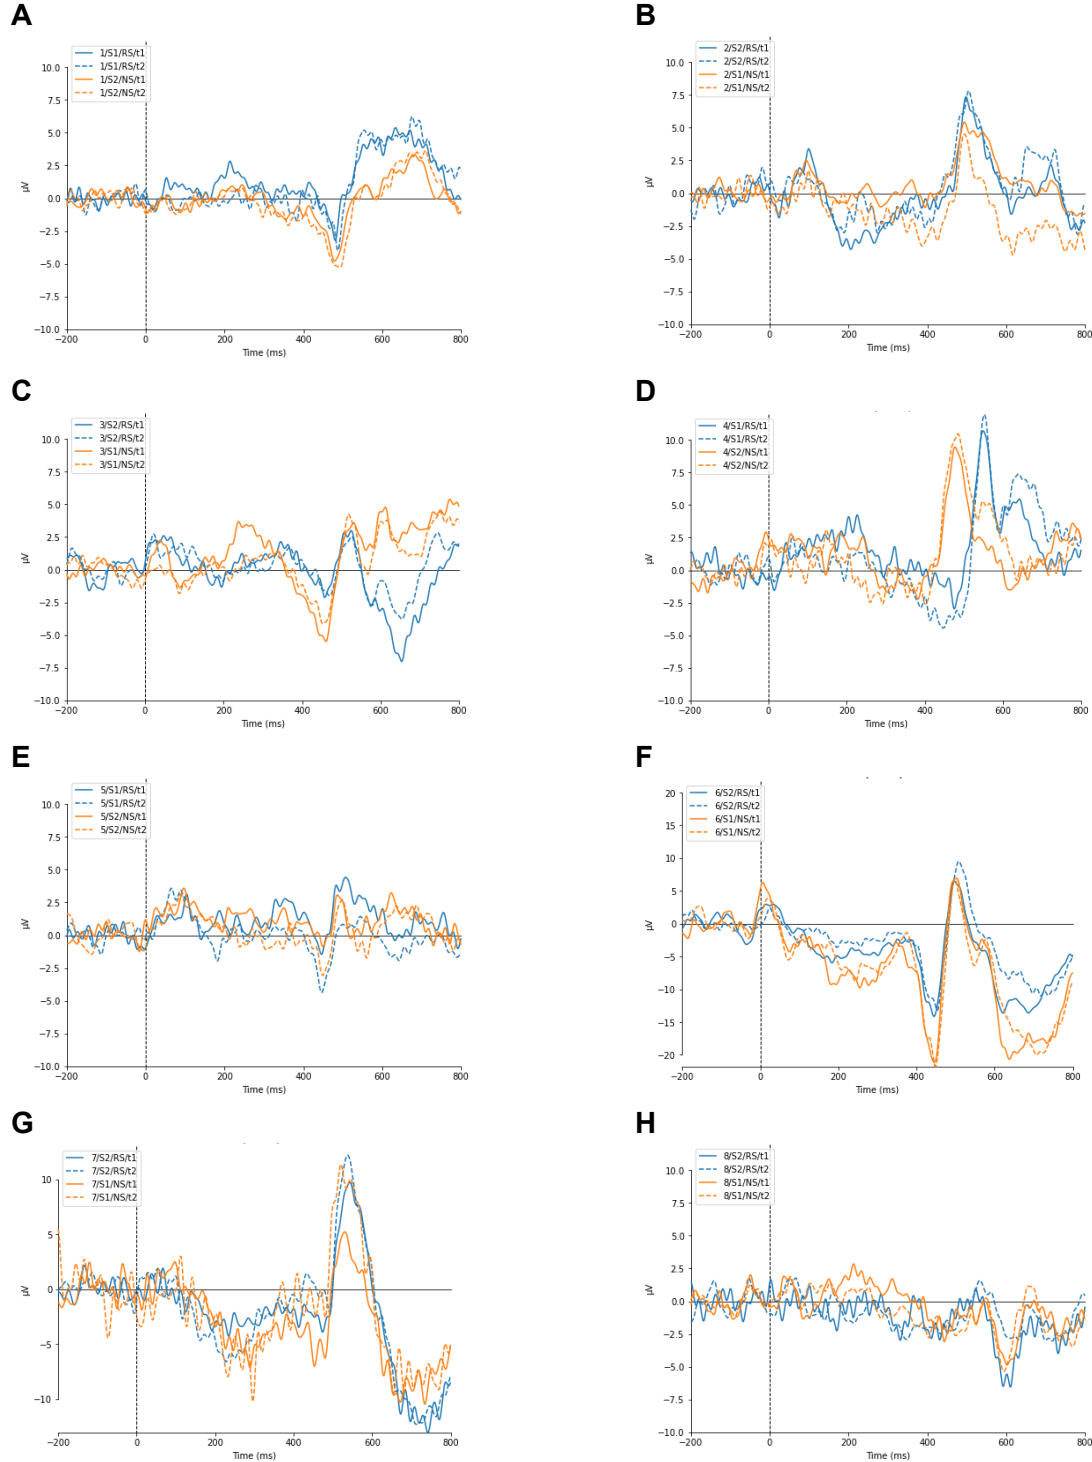 A
1/S1/RS/t1
1/S1/RS/t2
1/S2/NS/t1
1/S2/NS/t2
10.0
7.5
5.0
2.5
0.0
−2.5
−5.0
−7.5
−10.0
µV
−200 0 200 400 600 800
Time (ms)
B
2/S2/RS/t1
2/S2/RS/t2
2/S1/NS/t1
2/S1/NS/t2
10.0
7.5
5.0
2.5
0.0
−2.5
−5.0
−7.5
−10.0
µV
−200 0 200 400 600 800
Time (ms)
C
3/S2/RS/t1
3/S2/RS/t2
3/S1/NS/t1
3/S1/NS/t2
10.0
7.5
5.0
2.5
0.0
−2.5
−5.0
−7.5
−10.0
µV
−200 0 200 400 600 800
Time (ms)
D
4/S1/RS/t1
4/S1/RS/t2
4/S2/NS/t1
4/S2/NS/t2
10.0
7.5
5.0
2.5
0.0
−2.5
−5.0
−7.5
−10.0
µV
−200 0 200 400 600 800
Time (ms)
E
5/S1/RS/t1
5/S1/RS/t2
5/S2/NS/t1
5/S2/NS/t2
10.0
7.5
5.0
2.5
0.0
−2.5
−5.0
−7.5
−10.0
µV
−200 0 200 400 600 800
Time (ms)
F
6/S2/RS/t1
6/S2/RS/t2
6/S1/NS/t1
6/S1/NS/t2
20
15
10
5
0
−5
−10
−15
−20
µV
−200 0 200 400 600 800
Time (ms)
G
7/S2/RS/t1
7/S2/RS/t2
7/S1/NS/t1
7/S1/NS/t2
10
5
0
−5
−10
µV
−200 0 200 400 600 800
Time (ms)
H
8/S2/RS/t1
8/S2/RS/t2
8/S1/NS/t1
8/S1/NS/t2
10.0
7.5
5.0
2.5
0.0
−2.5
−5.0
−7.5
−10.0
µV
−200 0 200 400 600 800
Time (ms)